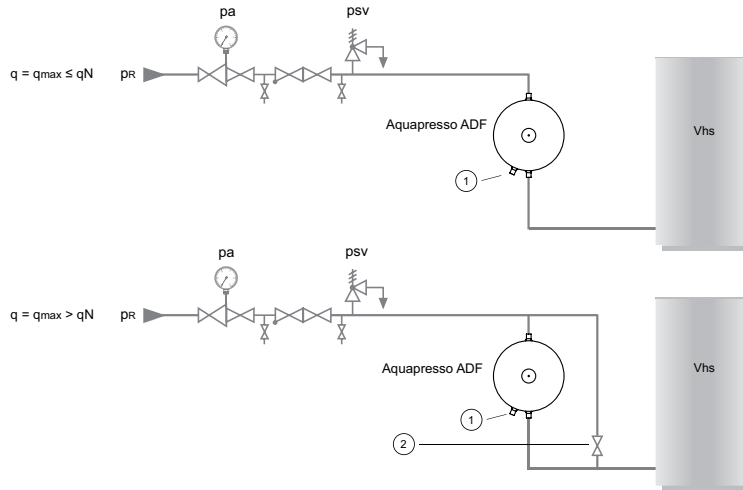 pa
psv
q = qmax ≤ qN
pR
Aquapresso ADF
Vhs
1
pa
psv
q = qmax > qN
pR
Aquapresso ADF
Vhs
1
2